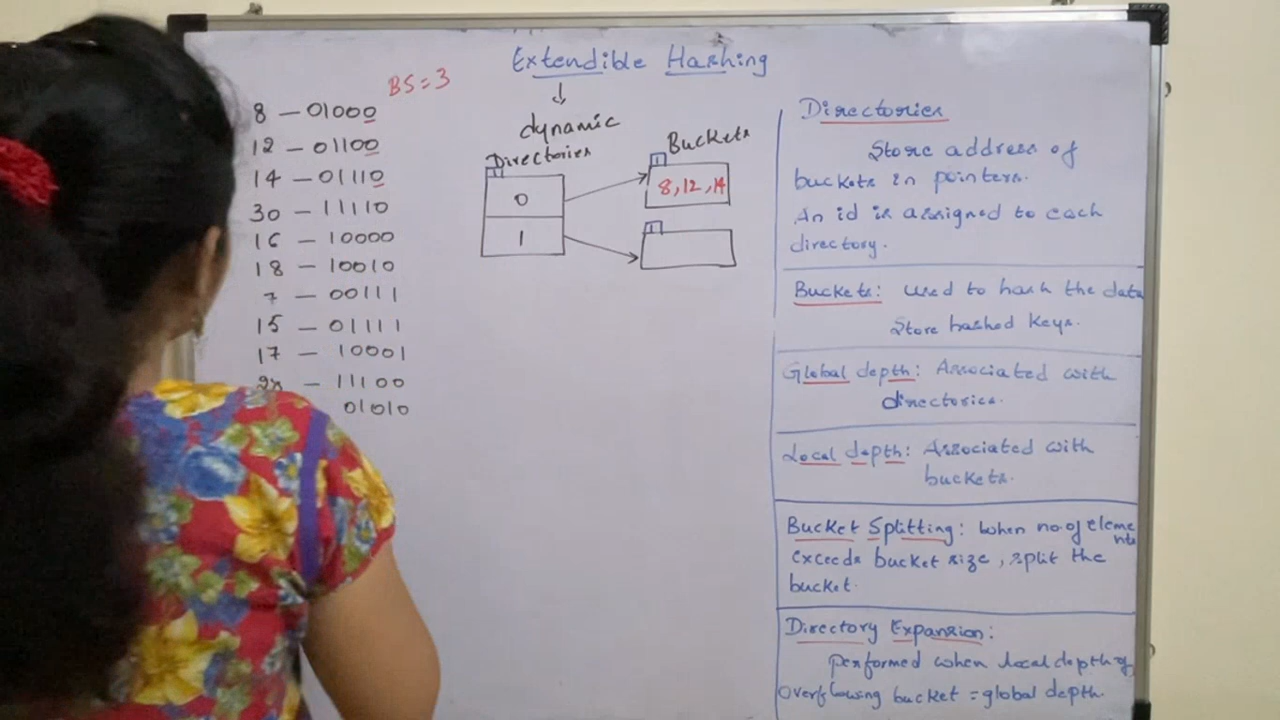 Extendible Hashing
BS = 3
8 – 01000
12 – 01100
14 – 01110
30 – 11110
16 – 10000
18 – 10010
7 – 00111
15 – 01111
17 – 10001
– 11100
01010
dynamic
Directories
Buckets
1
0
8, 12, 14
1
1
1
Directories
Store address of
buckets in pointers.
An id is assigned to each
directory.
Buckets: used to hash the data
Store hashed keys.
Global depth: Associated with
directories.
Local depth: Associated with
buckets.
Bucket Splitting: When no. of elements
exceeds bucket size, split the
bucket.
Directory Expansion:
performed when local depth of
overflowing bucket = global depth.